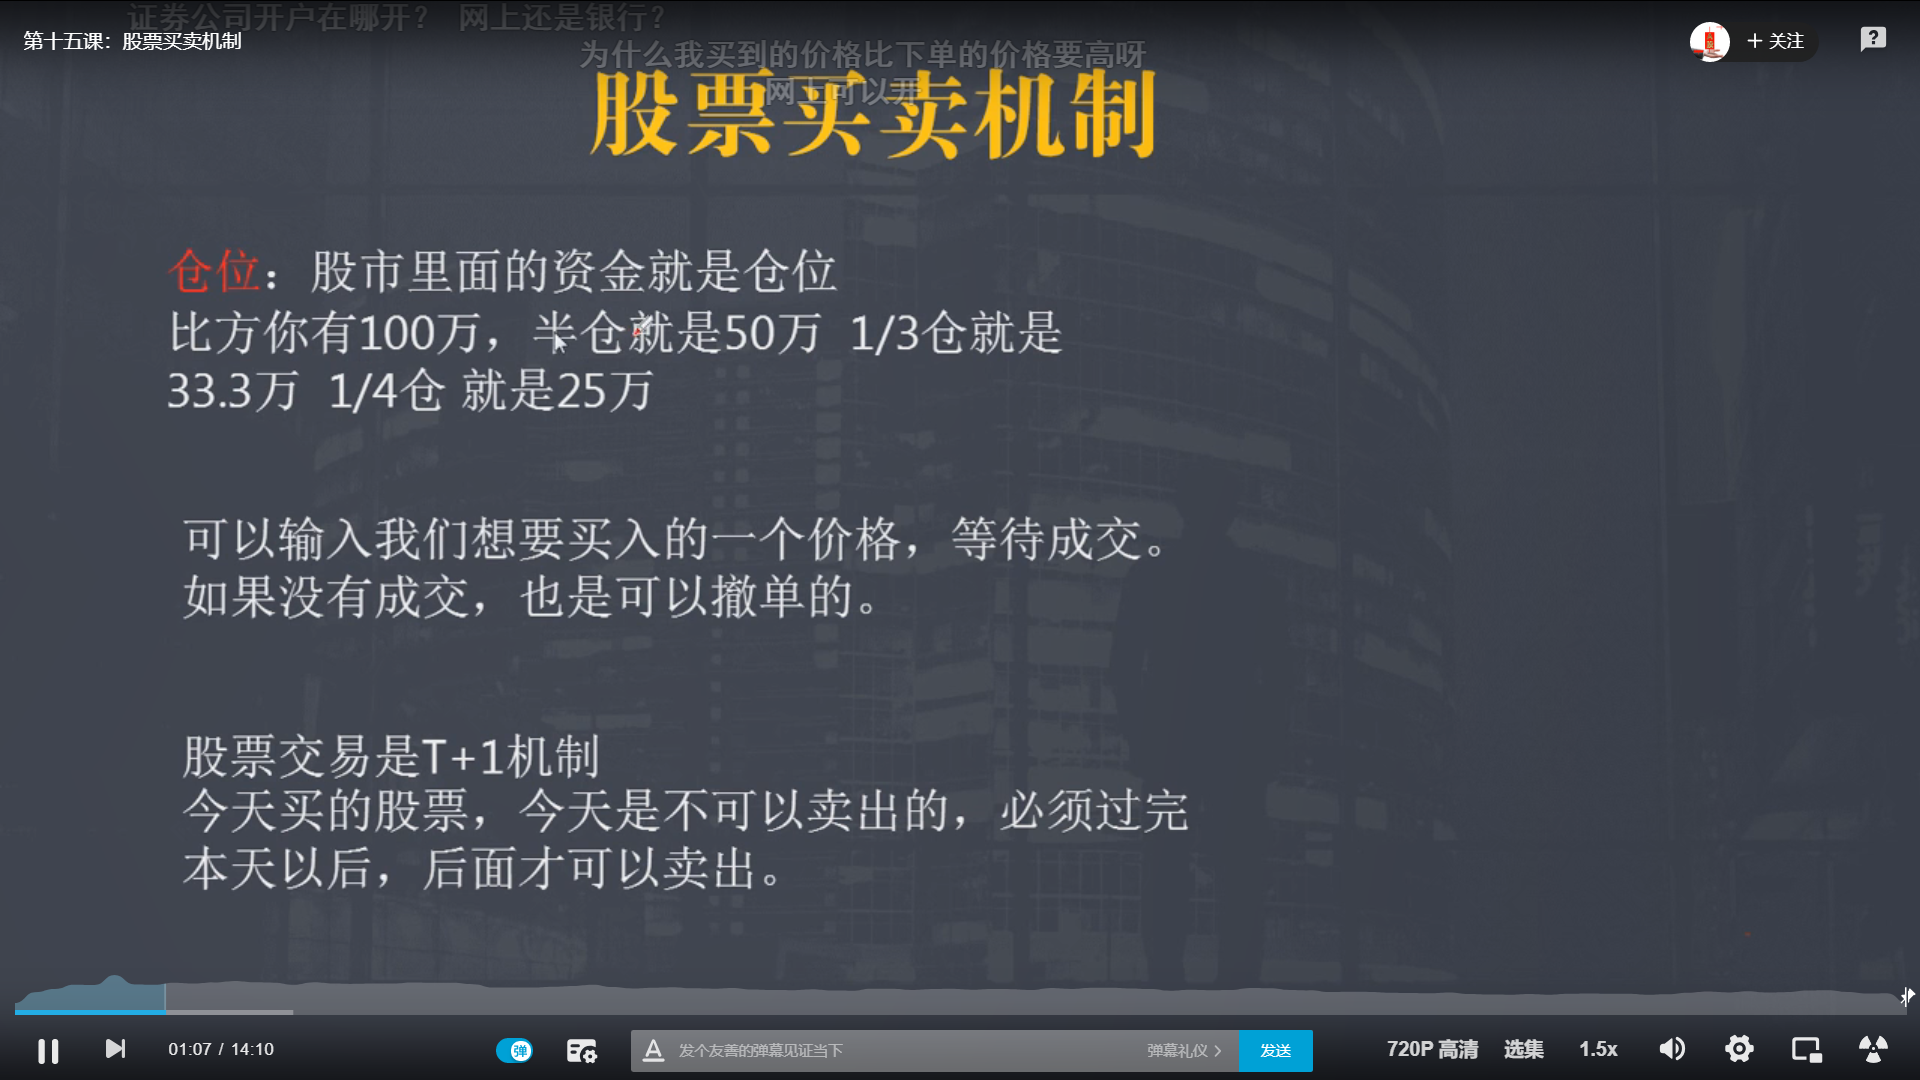 证券公司开户在哪开？ 网上还是银行？
第十五课：股票买卖机制
+ 关注
为什么我买到的价格比下单的价格要高呀
网上可以开
股票买卖机制
仓位：股市里面的资金就是仓位
比方你有100万，半仓就是50万 1/3仓就是
33.3万 1/4仓 就是25万
可以输入我们想要买入的一个价格，等待成交。
如果没有成交，也是可以撤单的。
股票交易是T+1机制
今天买的股票，今天是不可以卖出的，必须过完
本天以后，后面才可以卖出。
01:07 / 14:10
弹
A 发个友善的弹幕见证当下 弹幕礼仪 > 发送
720P 高清 选集 1.5x